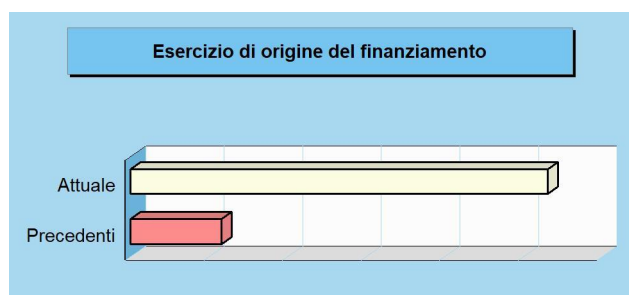 Esercizio di origine del finanziamento
Attuale
Precedenti